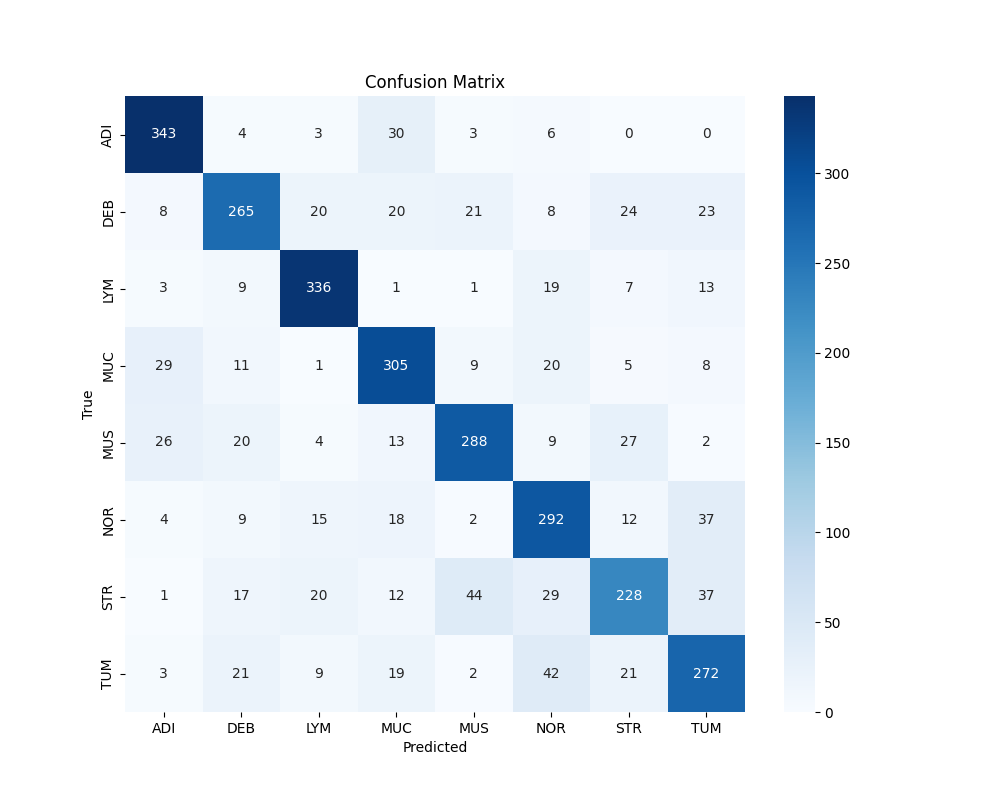 Confusion Matrix
ADI 343 4 3 30 3 6 0 0
DEB 8 265 20 20 21 8 24 23
LYM 3 9 336 1 1 19 7 13
MUC 29 11 1 305 9 20 5 8
MUS 26 20 4 13 288 9 27 2
NOR 4 9 15 18 2 292 12 37
STR 1 17 20 12 44 29 228 37
TUM 3 21 9 19 2 42 21 272
ADI DEB LYM MUC MUS NOR STR TUM
Predicted
True
300
250
200
150
100
50
0